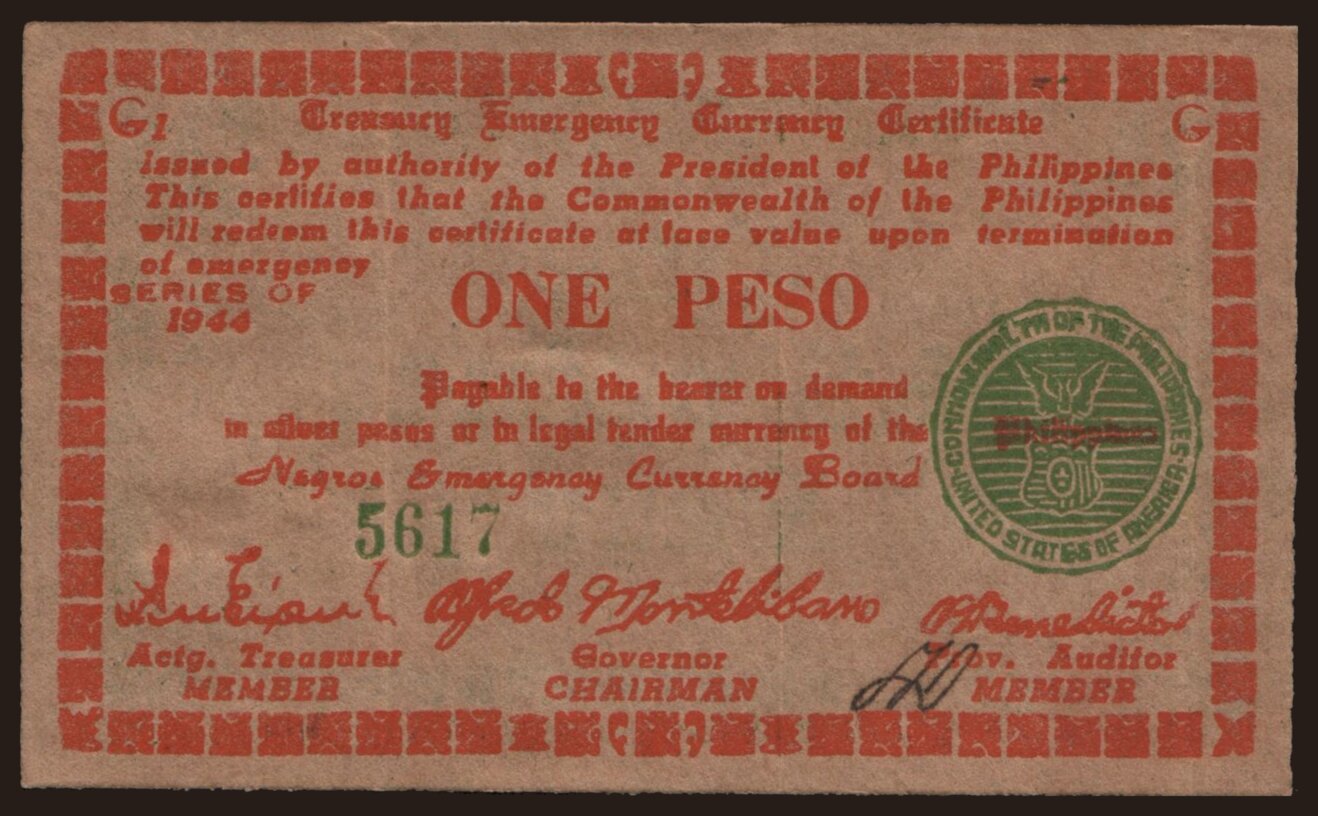 G1 Treasury Emergency Currency Certificate G
Issued by authority of the President of the Philippines
This certifies that the Commonwealth of the Philippines
will redeem this certificate at face value upon termination
of emergency
SERIES OF
1944
ONE PESO
Payable to the bearer on demand
in silver pesos or in legal tender currency of the Philippines
Negros Emergency Currency Board
COMMONWEALTH OF THE PHILIPPINES
UNITED STATES OF AMERICA
5617
Alfredo Montelibano
Actg. Treasurer Governor Prov. Auditor
MEMBER CHAIRMAN MEMBER